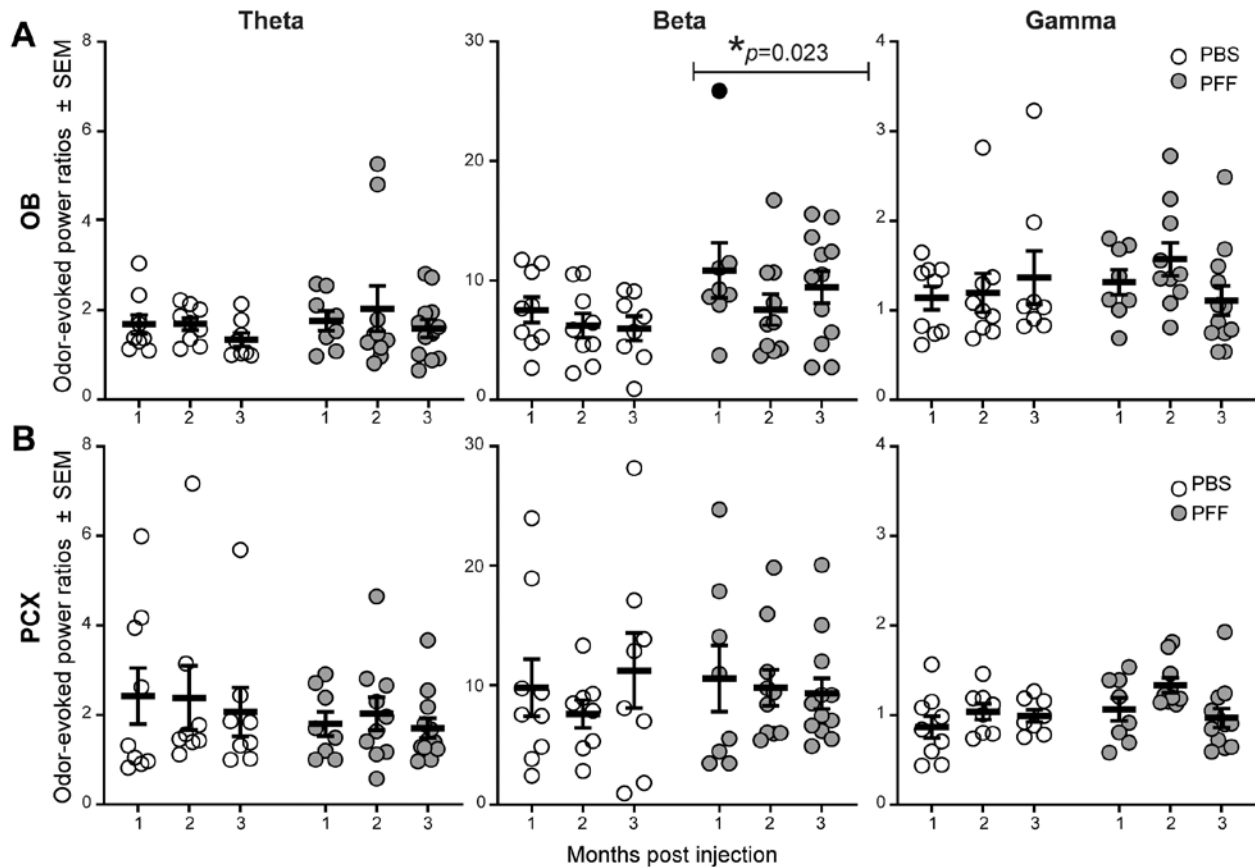 Theta Beta Gamma
A
OB
Odor-evoked power ratios ± SEM
8
6
4
2
0
1 2 3 1 2 3
30
20
10
0
*p=0.023
1 2 3 1 2 3
4
3
2
1
0
PBS
PFF
1 2 3 1 2 3
B
PCX
Odor-evoked power ratios ± SEM
8
6
4
2
0
1 2 3 1 2 3
30
20
10
0
1 2 3 1 2 3
4
3
2
1
0
PBS
PFF
1 2 3 1 2 3
Months post injection